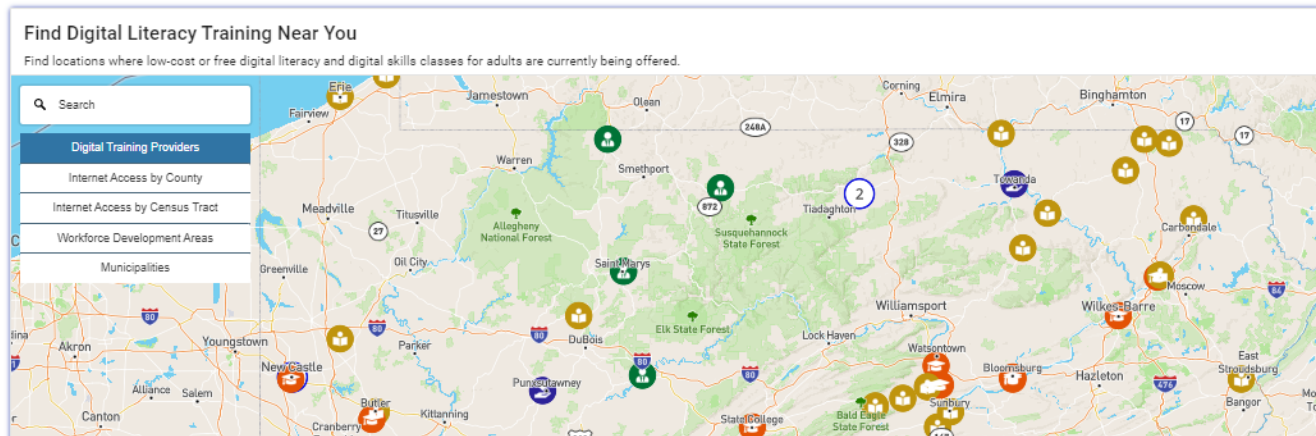 Find Digital Literacy Training Near You
Find locations where low-cost or free digital literacy and digital skills classes for adults are currently being offered.
Search
Digital Training Providers
Internet Access by County
Internet Access by Census Tract
Workforce Development Areas
Municipalities
Erie
Fairview
Jamestown
Olean
Corning
Elmira
Binghamton
248A
328
17
17
Warren
Smethport
872
Tiadaghton
2
Towanda
Carbondale
Meadville
Titusville
27
Allegheny
National Forest
Susquehannock
State Forest
Greenville
Oil City
Saint Marys
Moscow
84
Williamsport
Wilkes-Barre
80
80
80
80
80
Akron
Youngstown
Parker
DuBois
Elk State Forest
Lock Haven
Watsontown
East
Stroudsburg
New Castle
Bloomsburg
Hazleton
476
Alliance
Salem
Punxsutawney
Canton
Butler
Kittanning
Cranberry
State College
Bald Eagle
State Forest
Sunbury
Bangor